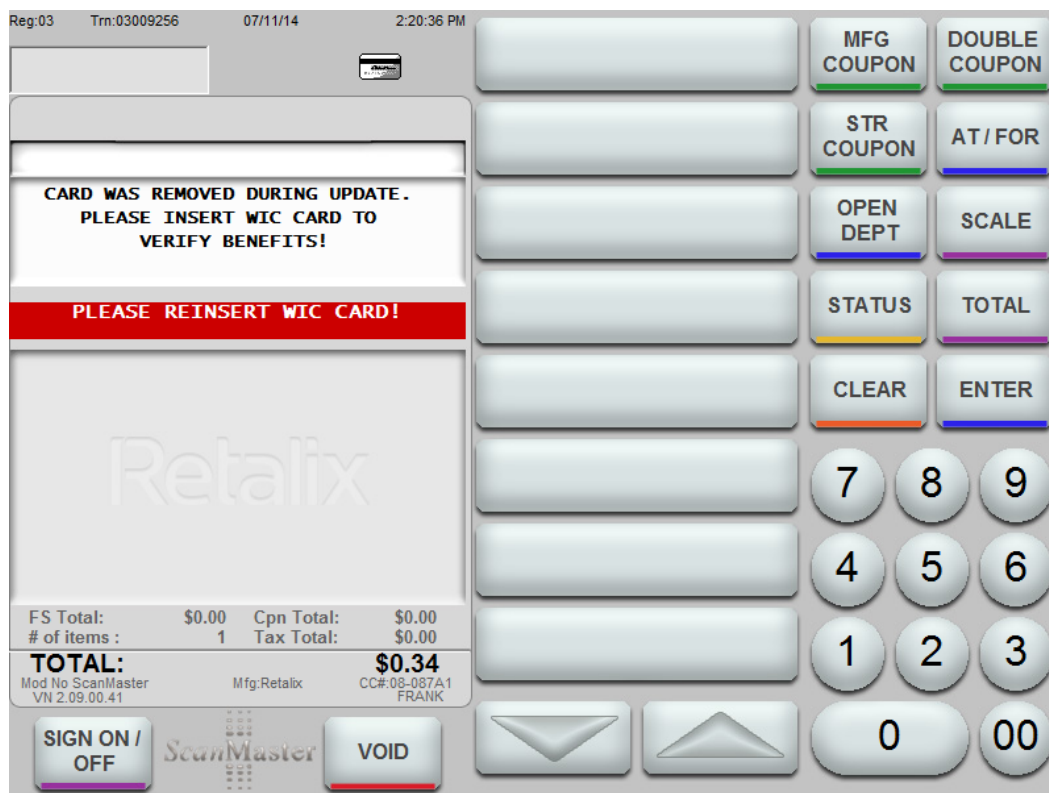 Reg:03 Trn:03009256 07/11/14 2:20:36 PM
CARD WAS REMOVED DURING UPDATE.
PLEASE INSERT WIC CARD TO
VERIFY BENEFITS!
PLEASE REINSERT WIC CARD!
Retalix
FS Total: $0.00 Cpn Total: $0.00
# of items : 1 Tax Total: $0.00
TOTAL: $0.34
Mod No ScanMaster Mfg:Retalix CC#:08-087A1
VN 2.09.00.41 FRANK
SIGN ON /
OFF
ScanMaster
VOID
MFG
COUPON
DOUBLE
COUPON
STR
COUPON
AT / FOR
OPEN
DEPT
SCALE
STATUS
TOTAL
CLEAR
ENTER
7 8 9
4 5 6
1 2 3
0 00